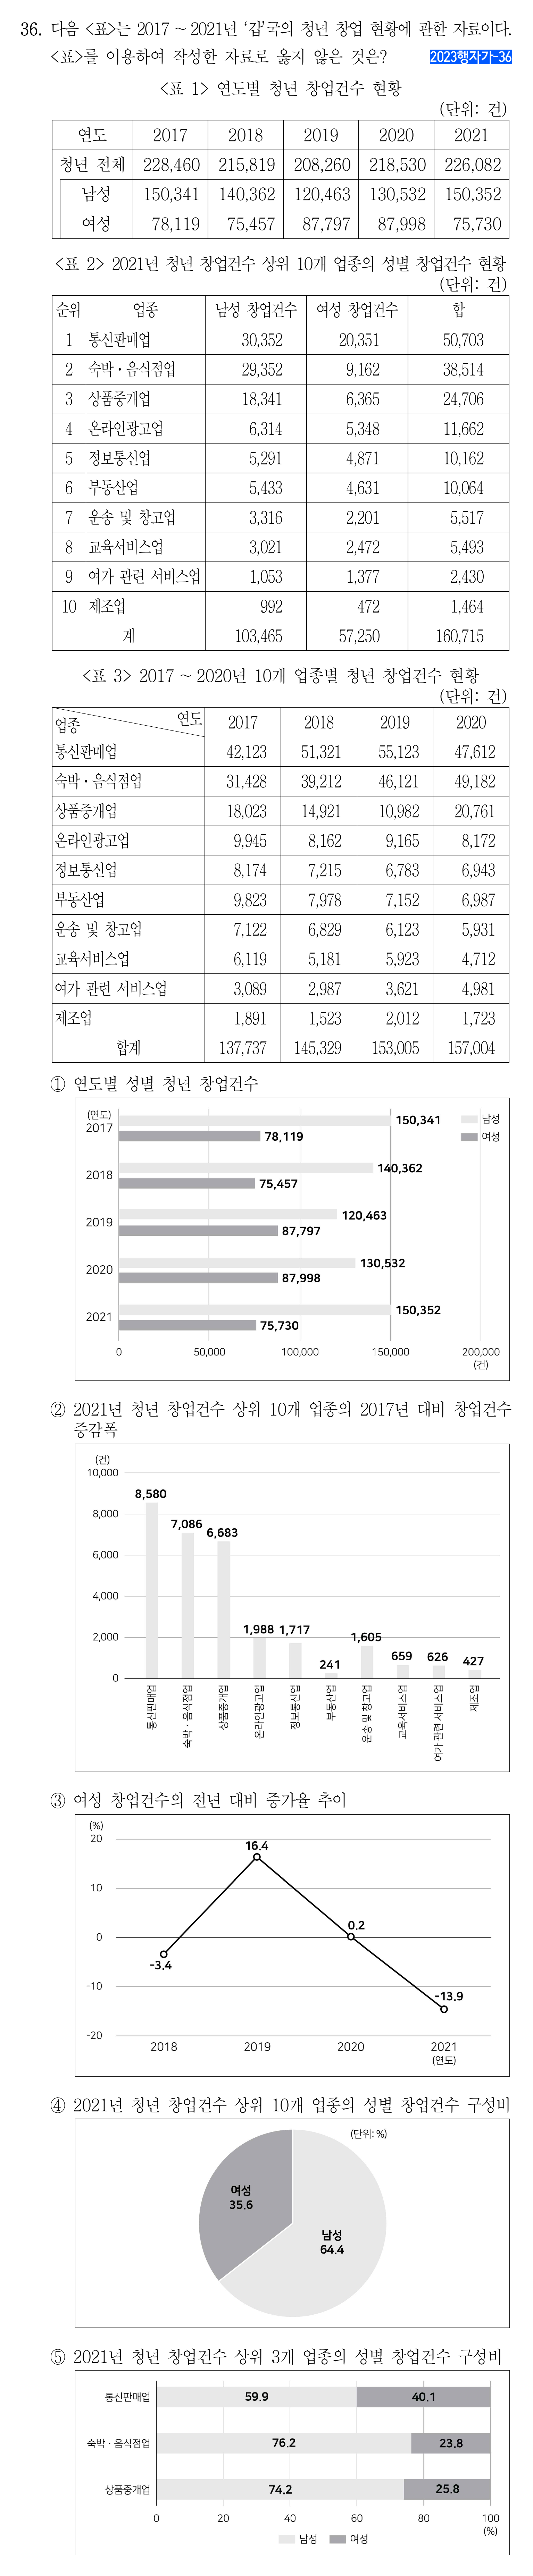 36. 다음 <표>는 2017 ~ 2021년 ‘갑’국의 청년 창업 현황에 관한 자료이다.
<표>를 이용하여 작성한 자료로 옳지 않은 것은? 2023행자가-36
<표 1> 연도별 청년 창업건수 현황
(단위: 건)
연도 2017 2018 2019 2020 2021
청년 전체 228,460 215,819 208,260 218,530 226,082
남성 150,341 140,362 120,463 130,532 150,352
여성 78,119 75,457 87,797 87,998 75,730
<표 2> 2021년 청년 창업건수 상위 10개 업종의 성별 창업건수 현황
(단위: 건)
순위 업종 남성 창업건수 여성 창업건수 합
1 통신판매업 30,352 20,351 50,703
2 숙박・음식점업 29,352 9,162 38,514
3 상품중개업 18,341 6,365 24,706
4 온라인광고업 6,314 5,348 11,662
5 정보통신업 5,291 4,871 10,162
6 부동산업 5,433 4,631 10,064
7 운송 및 창고업 3,316 2,201 5,517
8 교육서비스업 3,021 2,472 5,493
9 여가 관련 서비스업 1,053 1,377 2,430
10 제조업 992 472 1,464
계 103,465 57,250 160,715
<표 3> 2017 ~ 2020년 10개 업종별 청년 창업건수 현황
(단위: 건)
업종 연도 2017 2018 2019 2020
통신판매업 42,123 51,321 55,123 47,612
숙박・음식점업 31,428 39,212 46,121 49,182
상품중개업 18,023 14,921 10,982 20,761
온라인광고업 9,945 8,162 9,165 8,172
정보통신업 8,174 7,215 6,783 6,943
부동산업 9,823 7,978 7,152 6,987
운송 및 창고업 7,122 6,829 6,123 5,931
교육서비스업 6,119 5,181 5,923 4,712
여가 관련 서비스업 3,089 2,987 3,621 4,981
제조업 1,891 1,523 2,012 1,723
합계 137,737 145,329 153,005 157,004
① 연도별 성별 청년 창업건수
(연도)
2017 150,341 남성
78,119 여성
2018 140,362
75,457
2019 120,463
87,797
2020 130,532
87,998
2021 150,352
75,730
0 50,000 100,000 150,000 200,000
(건)
② 2021년 청년 창업건수 상위 10개 업종의 2017년 대비 창업건수
증감폭
(건)
10,000
8,000
6,000
4,000
2,000
0
8,580 7,086 6,683 1,988 1,717 241 1,605 659 626 427
통신판매업 숙박・음식점업 상품중개업 온라인광고업 정보통신업 부동산업 운송 및 창고업 교육서비스업 여가 관련 서비스업 제조업
③ 여성 창업건수의 전년 대비 증가율 추이
(%)
20
10
0
-10
-20
-3.4 16.4 0.2 -13.9
2018 2019 2020 2021
(연도)
④ 2021년 청년 창업건수 상위 10개 업종의 성별 창업건수 구성비
(단위: %)
여성
35.6
남성
64.4
⑤ 2021년 청년 창업건수 상위 3개 업종의 성별 창업건수 구성비
통신판매업 59.9 40.1
숙박・음식점업 76.2 23.8
상품중개업 74.2 25.8
0 20 40 60 80 100
(%)
남성 여성